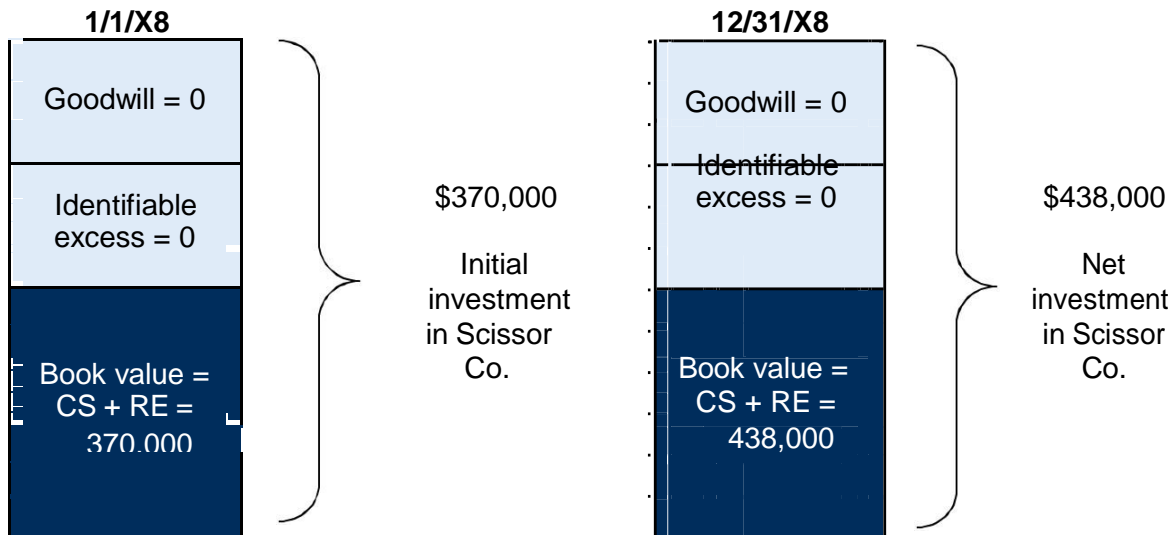 1/1/X8
Goodwill = 0
Identifiable
excess = 0
Book value =
CS + RE =
370,000
$370,000
Initial
investment
in Scissor
Co.
12/31/X8
Goodwill = 0
Identifiable
excess = 0
Book value =
CS + RE =
438,000
$438,000
Net
investment
in Scissor
Co.